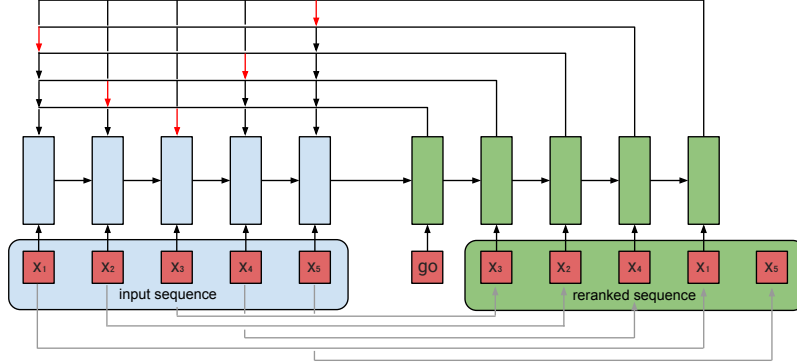 x1 x2 x3 x4 x5 go x3 x2 x4 x1 x5
input sequence reranked sequence